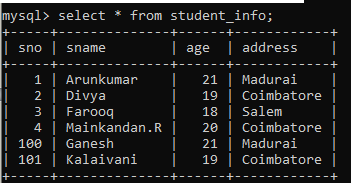 mysql> select * from student_info;
+-----+--------------+-----+------------+
| sno | sname        | age | address    |
+-----+--------------+-----+------------+
|   1 | Arunkumar    |  21 | Madurai    |
|   2 | Divya        |  19 | Coimbatore |
|   3 | Farooq       |  18 | Salem      |
|   4 | Mainkandan.R |  20 | Coimbatore |
| 100 | Ganesh       |  21 | Madurai    |
| 101 | Kalaivani    |  19 | Coimbatore |
+-----+--------------+-----+------------+